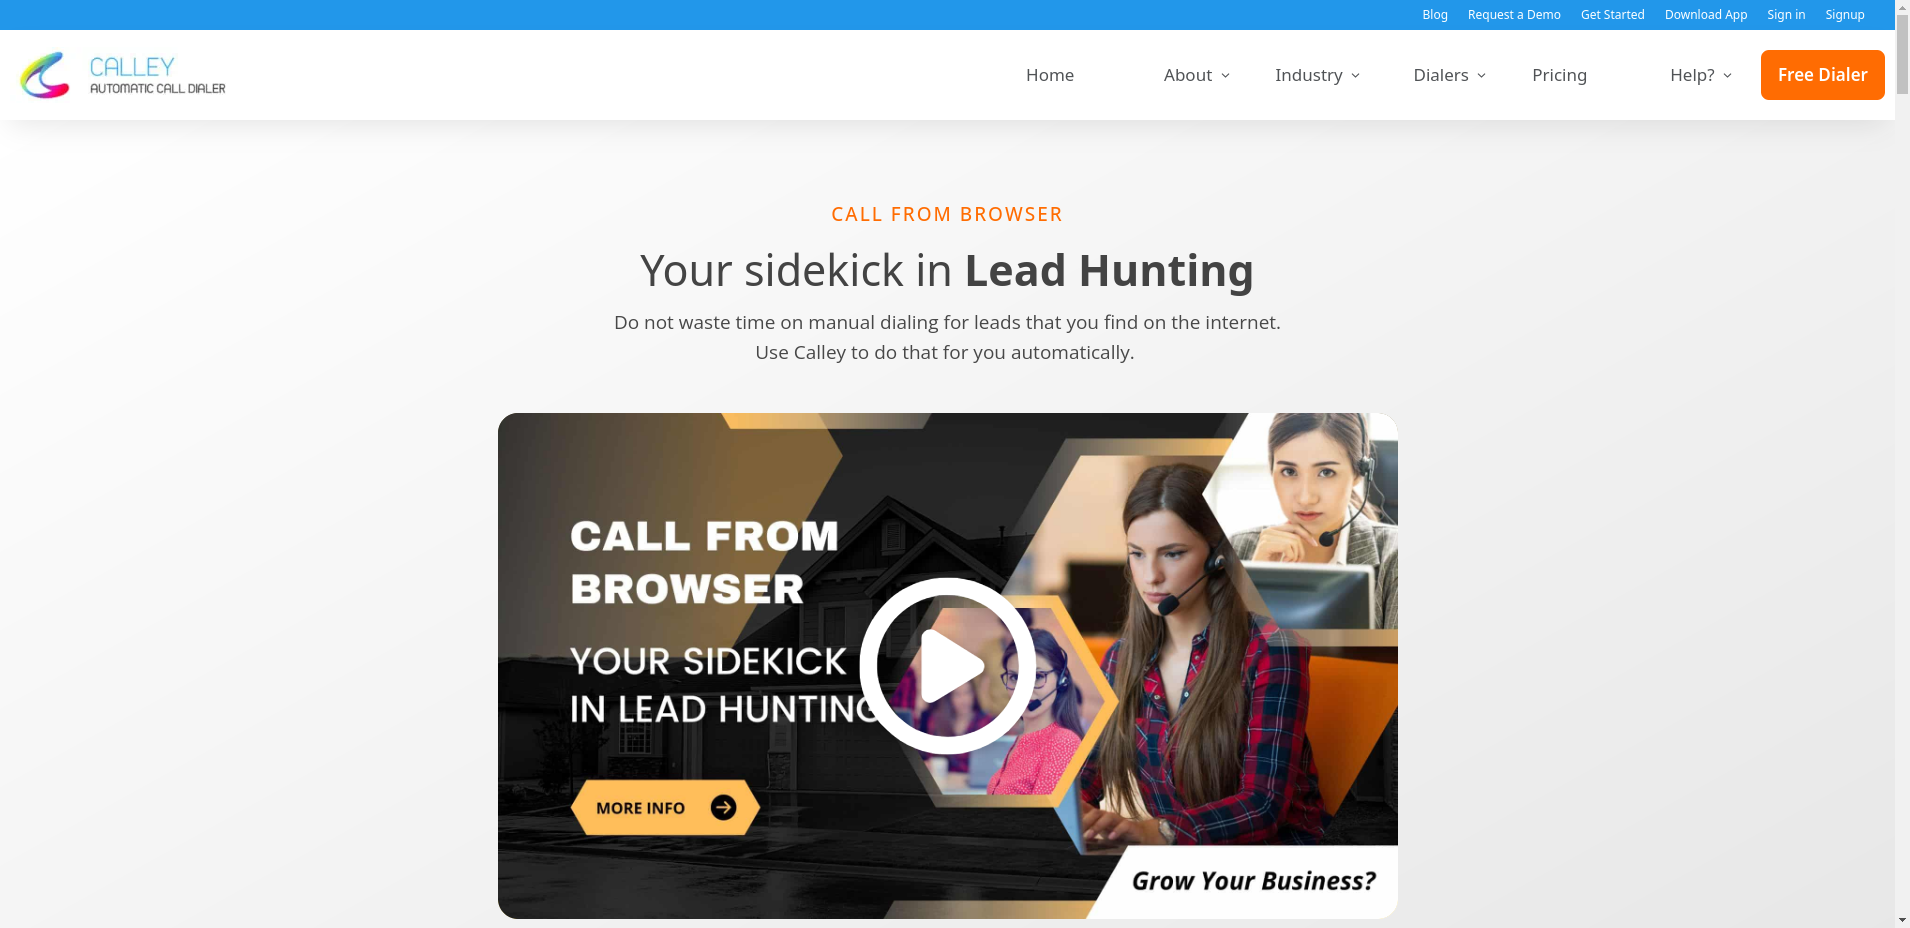 Blog Request a Demo Get Started Download App Sign in Signup
CALLEY
AUTOMATIC CALL DIALER
Home About Industry Dialers Pricing Help? Free Dialer
CALL FROM BROWSER
Your sidekick in Lead Hunting
Do not waste time on manual dialing for leads that you find on the internet.
Use Calley to do that for you automatically.
CALL FROM
BROWSER
YOUR SIDEKICK
IN LEAD HUNTING
MORE INFO
Grow Your Business?